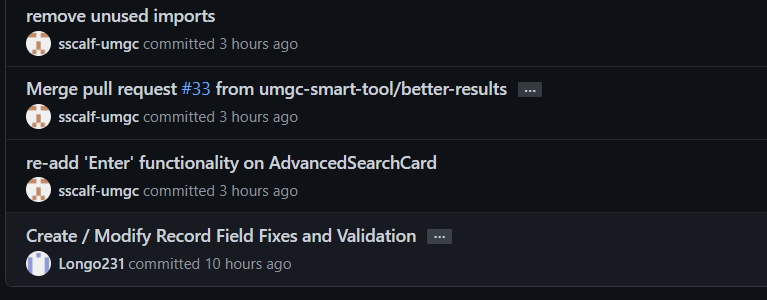 remove unused imports
sscalf-umgc committed 3 hours ago
Merge pull request #33 from umgc-smart-tool/better-results ...
sscalf-umgc committed 3 hours ago
re-add 'Enter' functionality on AdvancedSearchCard
sscalf-umgc committed 3 hours ago
Create / Modify Record Field Fixes and Validation ...
Longo231 committed 10 hours ago